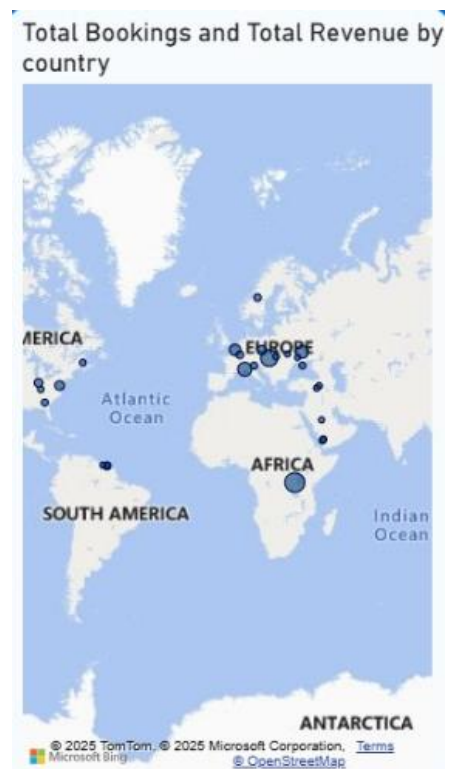 Total Bookings and Total Revenue by
country
MERICA
EUROPE
Atlantic
Ocean
AFRICA
SOUTH AMERICA
Indian
Ocean
ANTARCTICA
© 2025 TomTom, © 2025 Microsoft Corporation, Terms
Microsoft Bing
© OpenStreetMap